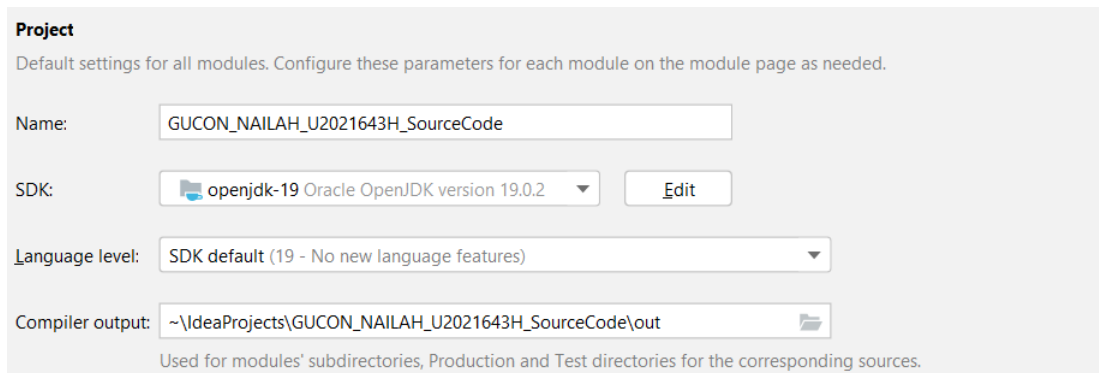 Project
Default settings for all modules. Configure these parameters for each module on the module page as needed.
Name: GUCON_NAILAH_U2021643H_SourceCode
SDK: openjdk-19 Oracle OpenJDK version 19.0.2 Edit
Language level: SDK default (19 - No new language features)
Compiler output: ~\IdeaProjects\GUCON_NAILAH_U2021643H_SourceCode\out
Used for modules' subdirectories, Production and Test directories for the corresponding sources.